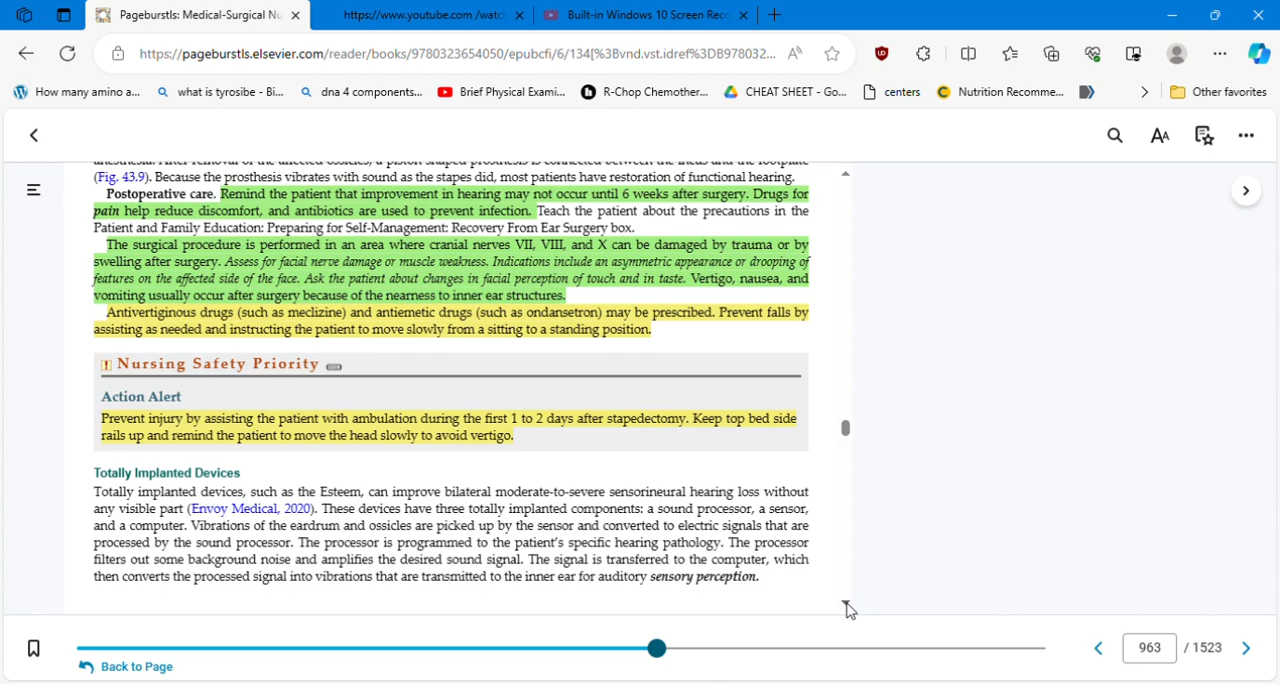 Pageburstls: Medical-Surgical Nu
https://www.youtube.com/watc
Built-in Windows 10 Screen Reco
https://pageburstls.elsevier.com/reader/books/9780323654050/epubcfi/6/134[%3Bvnd.vst.idref%3DB978032...
How many amino a...
what is tyrosibe - Bi...
dna 4 components...
Brief Physical Exami...
R-Chop Chemother...
CHEAT SHEET - Go...
centers
Nutrition Recomme...
Other favorites
(Fig. 43.9). Because the prosthesis vibrates with sound as the stapes did, most patients have restoration of functional hearing.
Postoperative care. Remind the patient that improvement in hearing may not occur until 6 weeks after surgery. Drugs for
pain help reduce discomfort, and antibiotics are used to prevent infection. Teach the patient about the precautions in the
Patient and Family Education: Preparing for Self-Management: Recovery From Ear Surgery box.
The surgical procedure is performed in an area where cranial nerves VII, VIII, and X can be damaged by trauma or by
swelling after surgery. Assess for facial nerve damage or muscle weakness. Indications include an asymmetric appearance or drooping of
features on the affected side of the face. Ask the patient about changes in facial perception of touch and in taste. Vertigo, nausea, and
vomiting usually occur after surgery because of the nearness to inner ear structures.
Antivertiginous drugs (such as meclizine) and antiemetic drugs (such as ondansetron) may be prescribed. Prevent falls by
assisting as needed and instructing the patient to move slowly from a sitting to a standing position.
! Nursing Safety Priority
Action Alert
Prevent injury by assisting the patient with ambulation during the first 1 to 2 days after stapedectomy. Keep top bed side
rails up and remind the patient to move the head slowly to avoid vertigo.
Totally Implanted Devices
Totally implanted devices, such as the Esteem, can improve bilateral moderate-to-severe sensorineural hearing loss without
any visible part (Envoy Medical, 2020). These devices have three totally implanted components: a sound processor, a sensor,
and a computer. Vibrations of the eardrum and ossicles are picked up by the sensor and converted to electric signals that are
processed by the sound processor. The processor is programmed to the patient's specific hearing pathology. The processor
filters out some background noise and amplifies the desired sound signal. The signal is transferred to the computer, which
then converts the processed signal into vibrations that are transmitted to the inner ear for auditory sensory perception.
963 / 1523
Back to Page